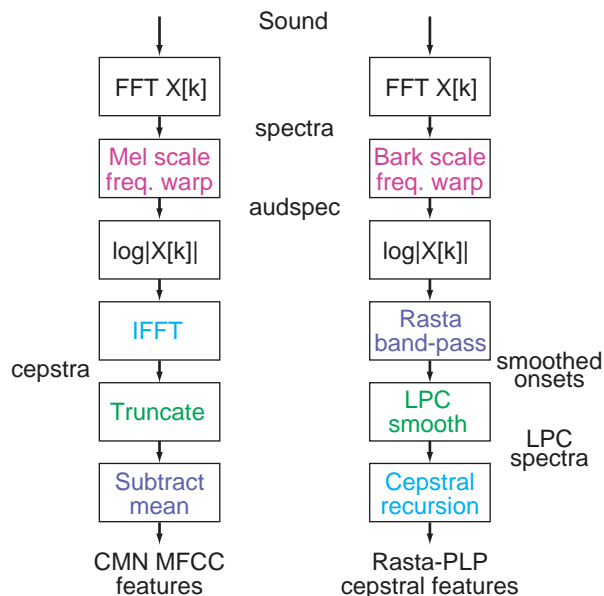 Sound
FFT X[k]
FFT X[k]
spectra
Mel scale
freq. warp
Bark scale
freq. warp
audspec
log|X[k]|
log|X[k]|
IFFT
Rasta
band-pass
cepstra
smoothed
onsets
Truncate
LPC
smooth
LPC
spectra
Subtract
mean
Cepstral
recursion
CMN MFCC
features
Rasta-PLP
cepstral features